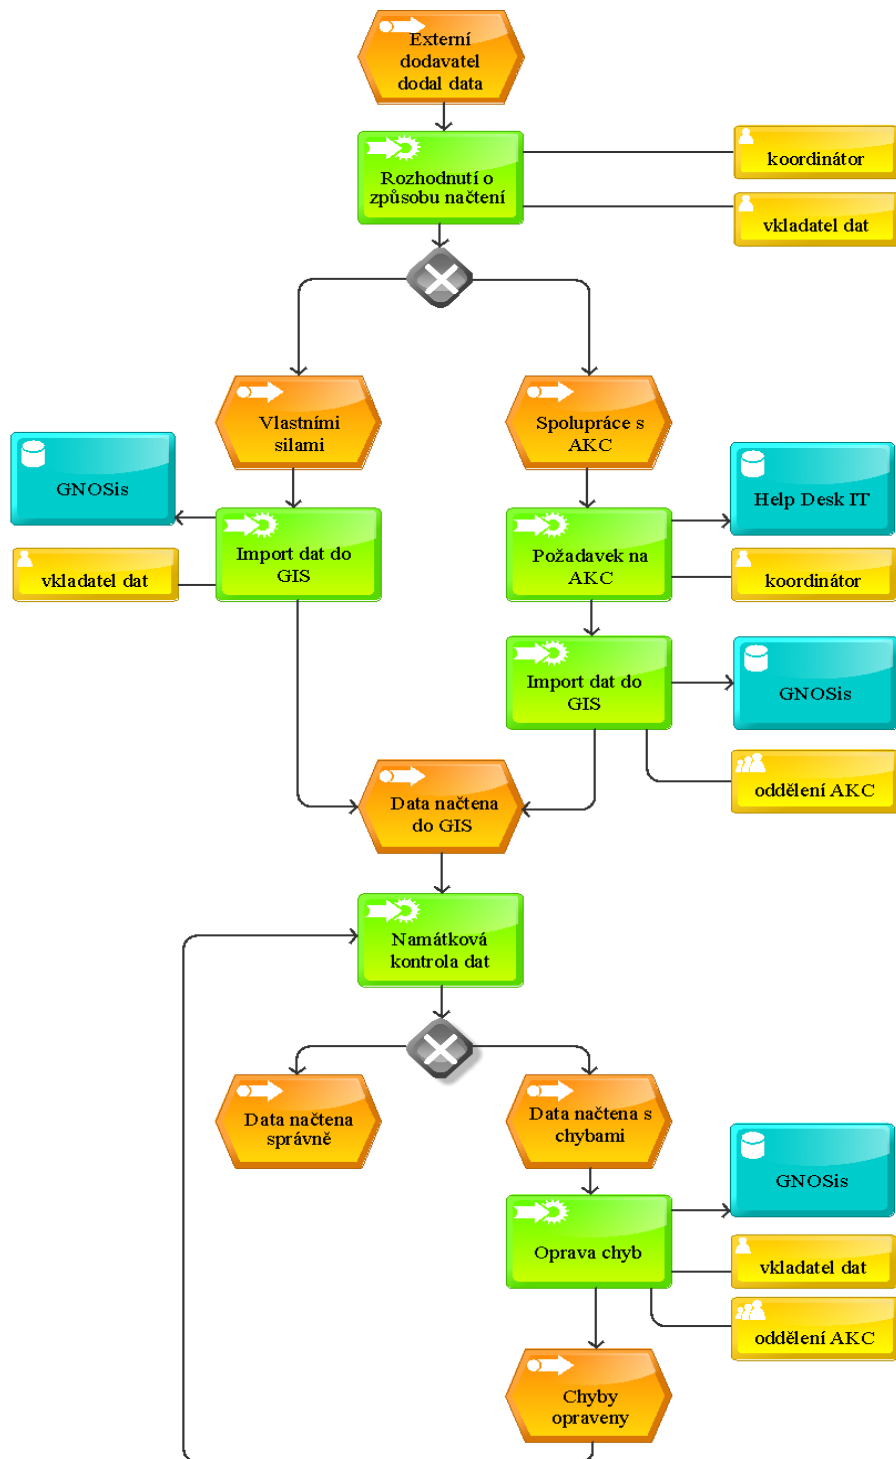 Externí
dodavatel
dodal data
Rozhodnutí o
způsobu načtení
koordinátor
vkladatel dat
Vlastními
silami
Spolupráce s
AKC
GNOSis
Import dat do
GIS
vkladatel dat
Help Desk IT
Požadavek na
AKC
koordinátor
Import dat do
GIS
GNOSis
oddělení AKC
Data načtena
do GIS
Namátková
kontrola dat
Data načtena
správně
Data načtena s
chybami
GNOSis
Oprava chyb
vkladatel dat
oddělení AKC
Chyby
opraveny